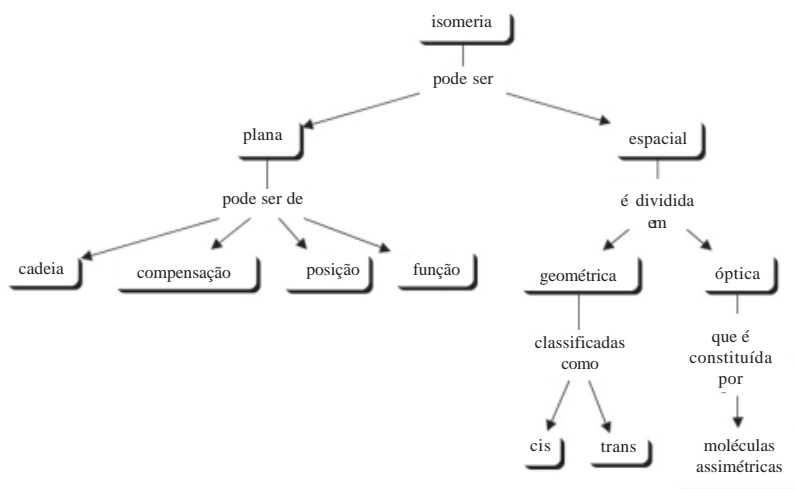 isomeria
pode ser
plana
espacial
pode ser de
é dividida
em
cadeia
compensação
posição
função
geométrica
óptica
classificadas
como
que é
constituída
por
cis
trans
moléculas
assimétricas